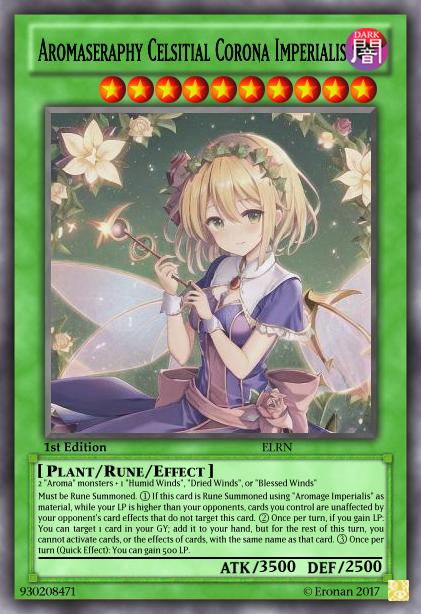 AROMASERAPHY CELSITIAL CORONA IMPERIALIS
DARK
闇
1st Edition ELRN
[ PLANT/RUNE/EFFECT ]
2 "Aroma" monsters + 1 "Humid Winds", "Dried Winds", or "Blessed Winds"
Must be Rune Summoned. ① If this card is Rune Summoned using "Aromage Imperialis" as
material, while your LP is higher than your opponents, cards you control are unaffected by
your opponent's card effects that do not target this card. ② Once per turn, if you gain LP:
You can target 1 card in your GY; add it to your hand, but for the rest of this turn, you
cannot activate cards, or the effects of cards, with the same name as that card. ③ Once per
turn (Quick Effect): You can gain 500 LP.
ATK/3500 DEF/2500
930208471 © Eronan 2017